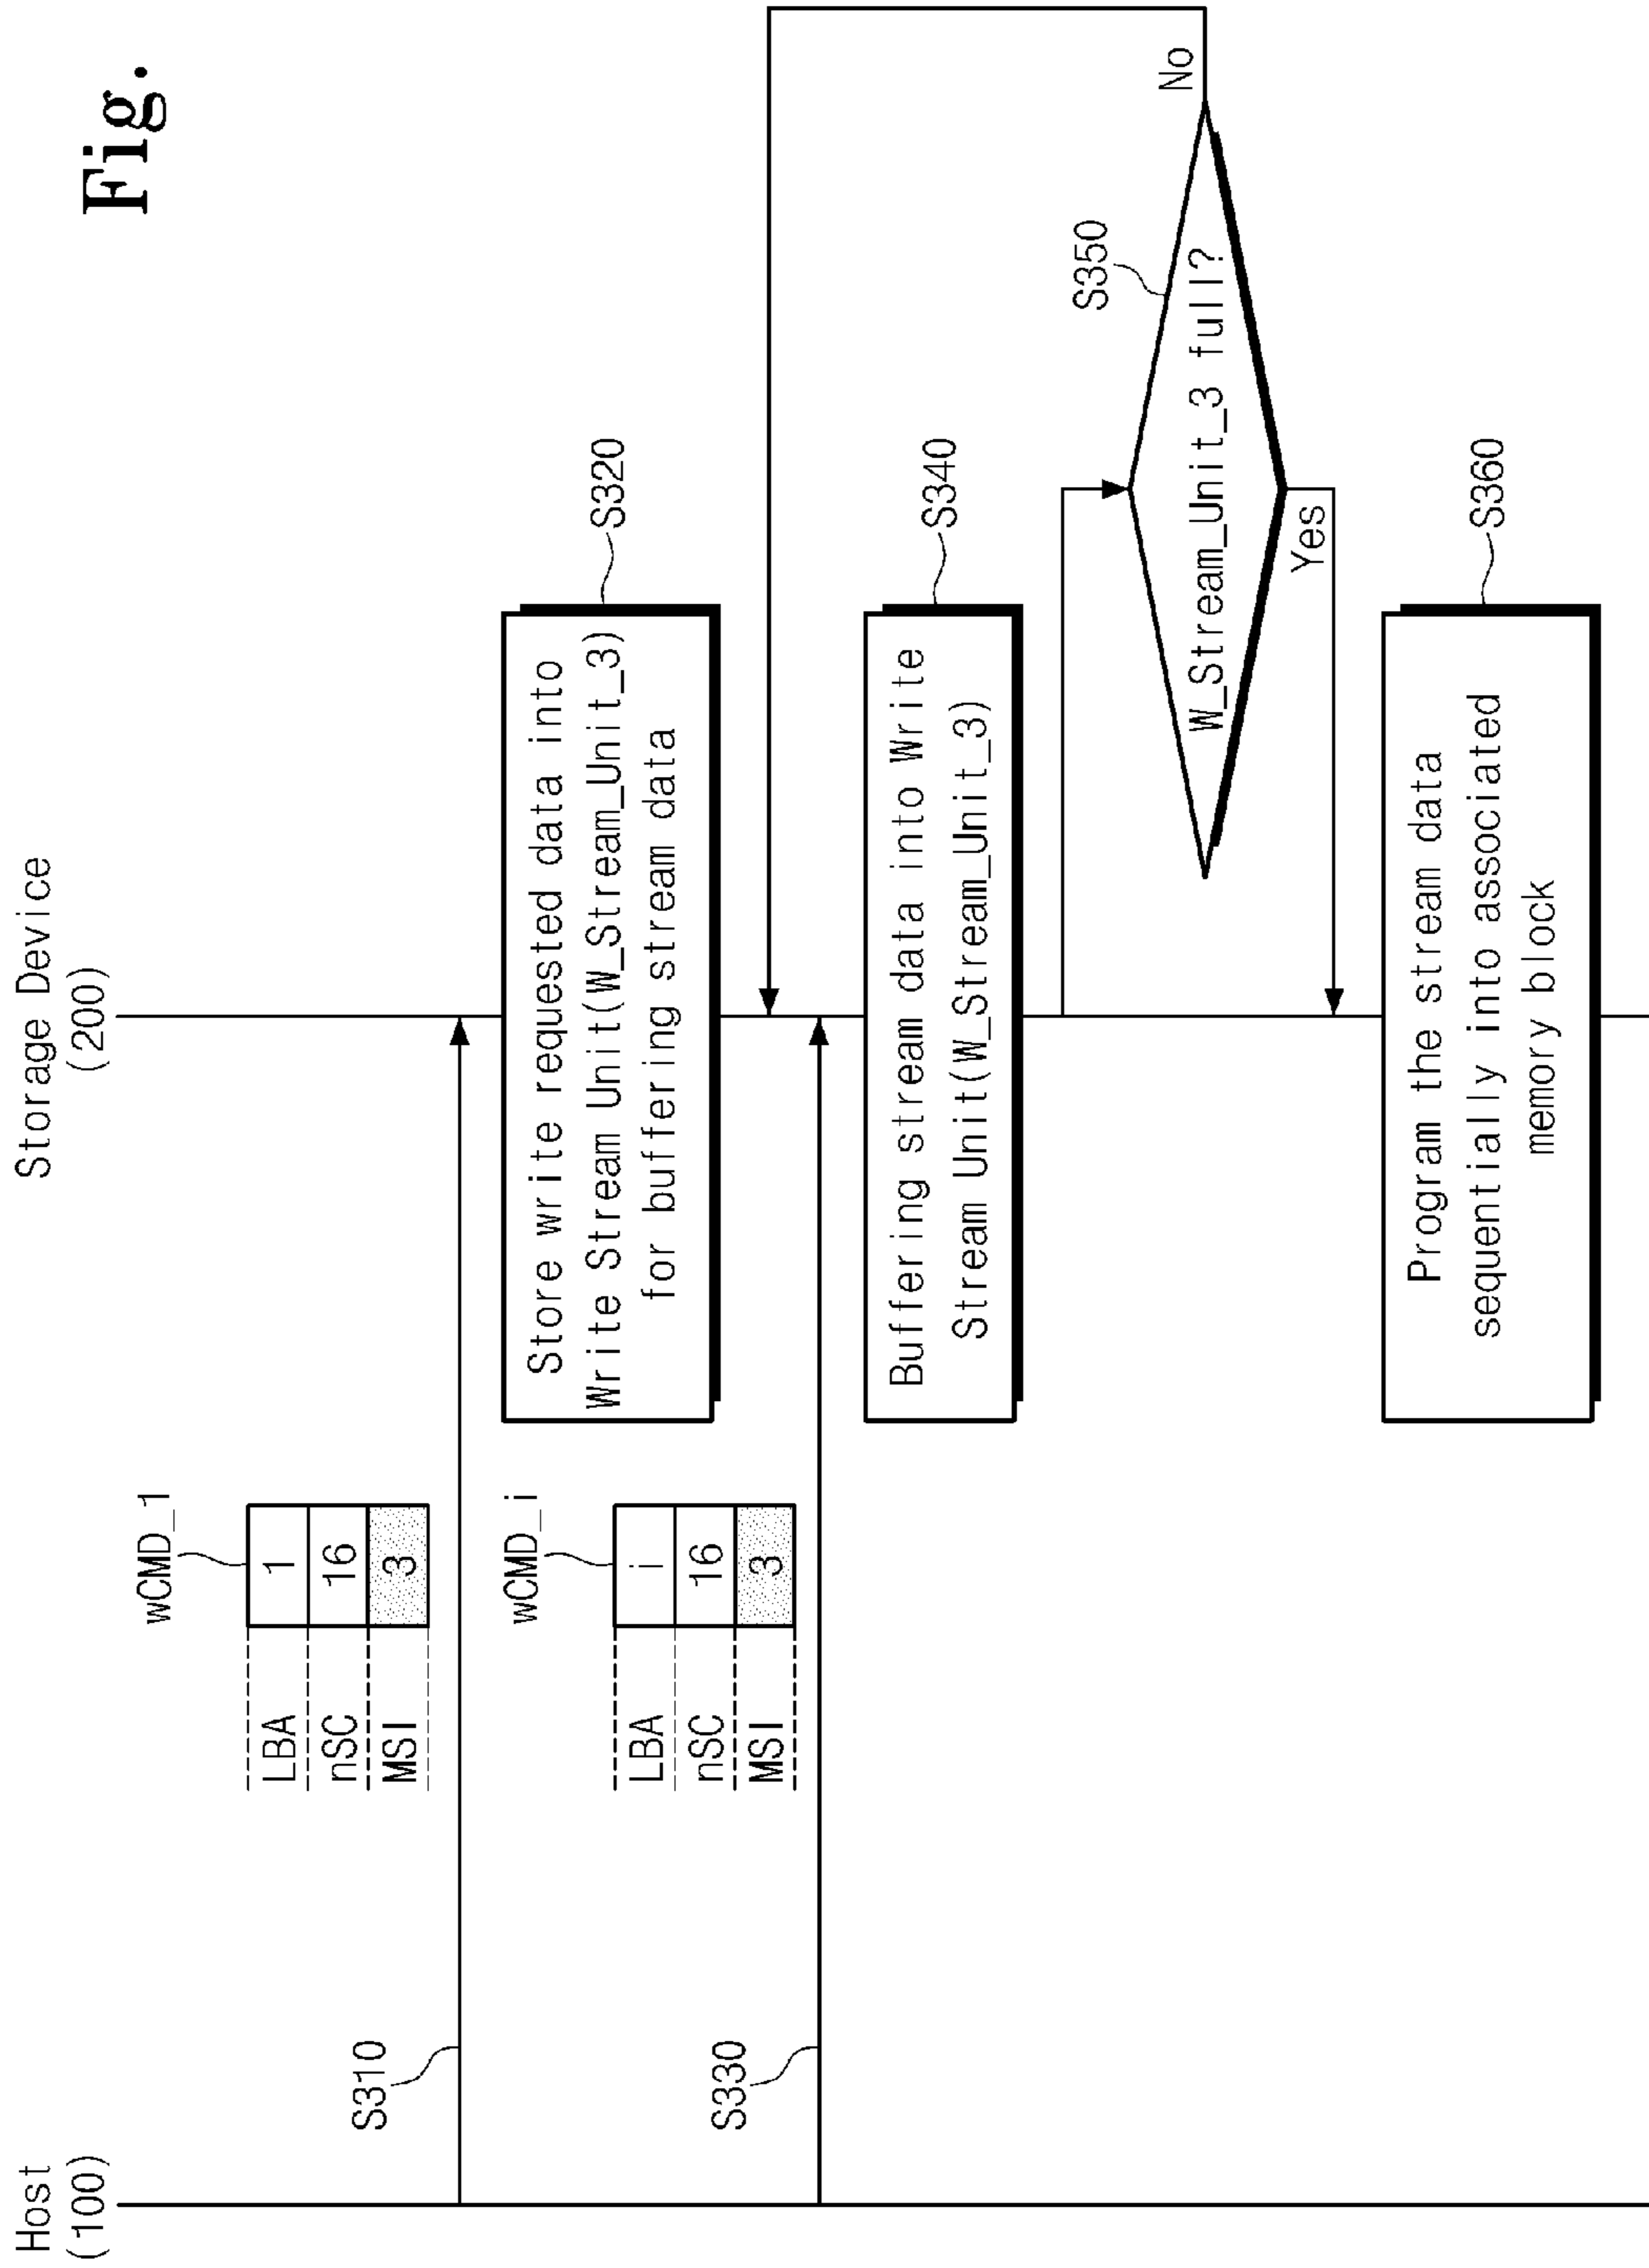 Fig.
Host
(100)
Storage Device
(200)
wCMD_1
LBA 1
nSC 16
MSI 3
S310
Store write requested data into
Write Stream Unit(W_Stream_Unit_3)
for buffering stream data
S320
wCMD_i
LBA i
nSC 16
MSI 3
S330
Buffering stream data into Write
Stream Unit(W_Stream_Unit_3)
S340
S350
W_Stream_Unit_3 full?
No
Yes
Program the stream data
sequentially into associated
memory block
S360